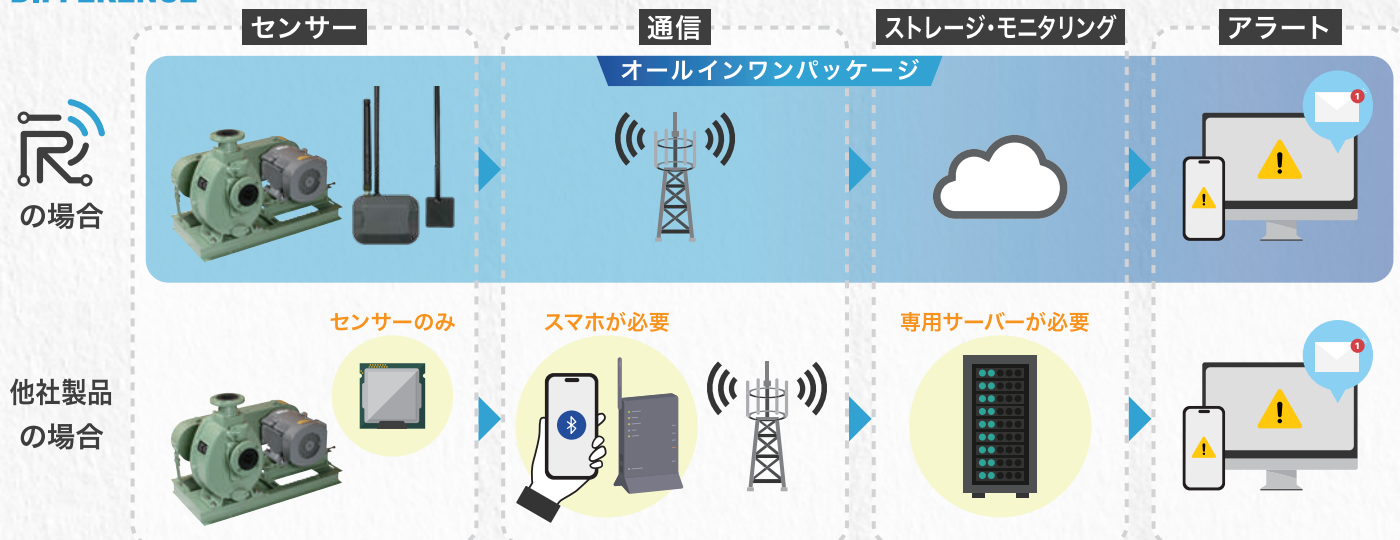 DIFFERENCE
センサー
通信
ストレージ・モニタリング
アラート
オールインワンパッケージ
R
の場合
1
センサーのみ
スマホが必要
専用サーバーが必要
他社製品
の場合
1